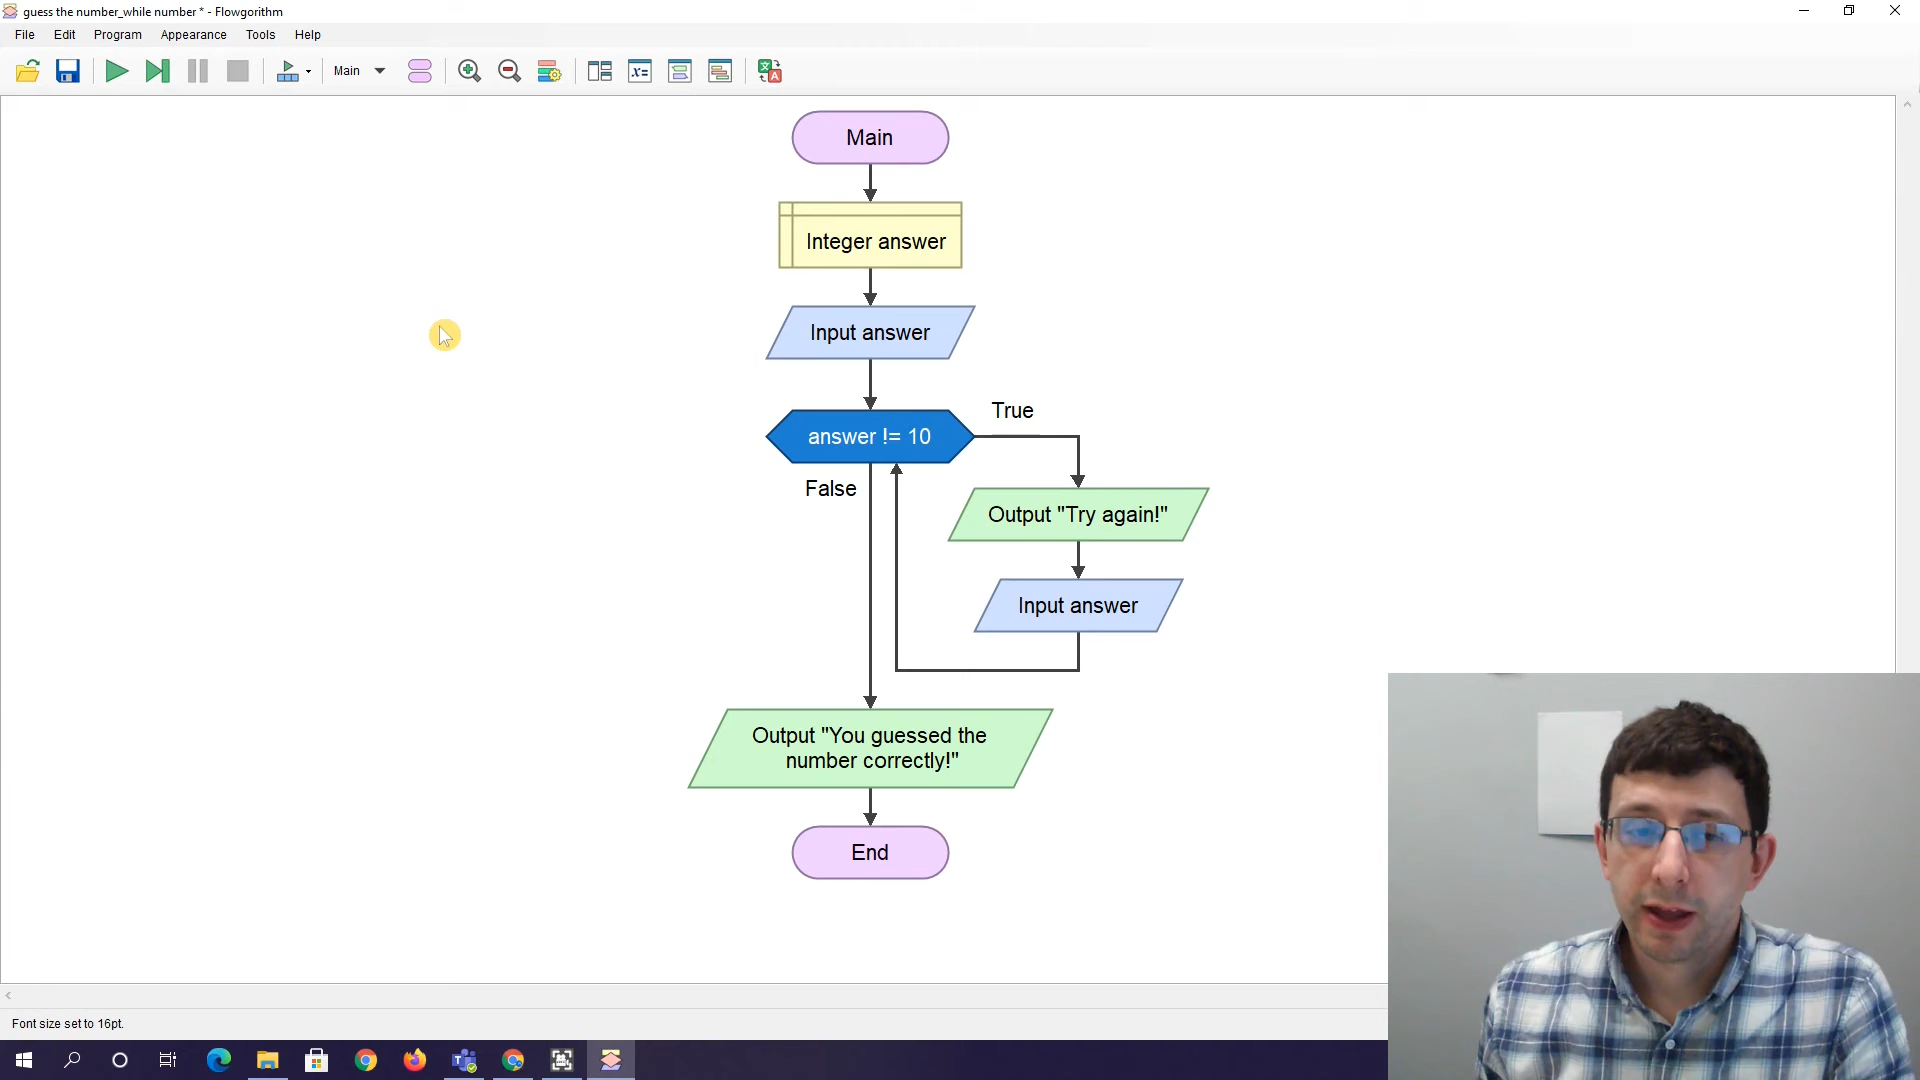 guess the number_while number * - Flowgorithm
File Edit Program Appearance Tools Help
Main
Main
Integer answer
Input answer
True
answer != 10
False
Output "Try again!"
Input answer
Output "You guessed the
number correctly!"
End
Font size set to 16pt.